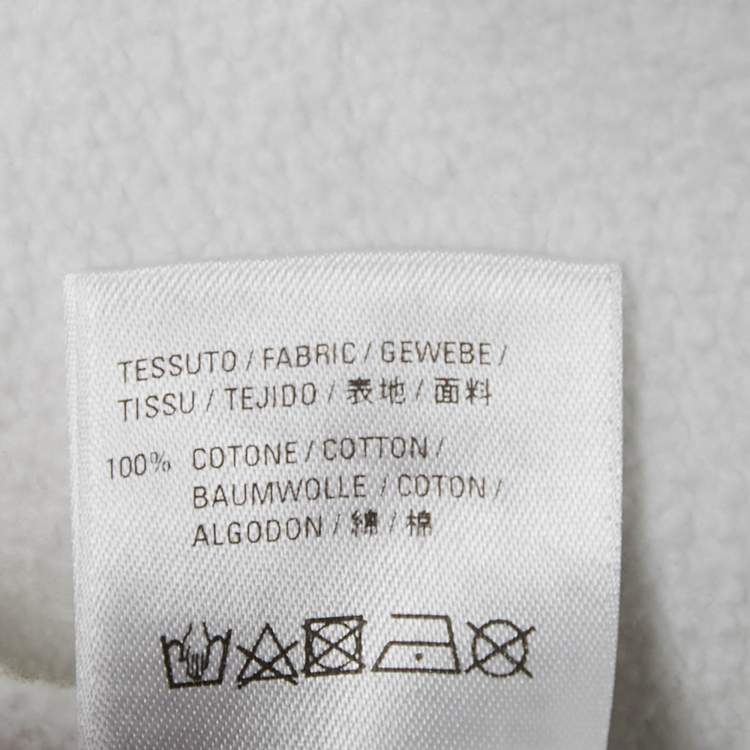 TESSUTO / FABRIC / GEWEBE /
TISSU / TEJIDO / 表地 / 面料
100% COTONE / COTTON /
BAUMWOLLE / COTON /
ALGODON / 綿 / 棉